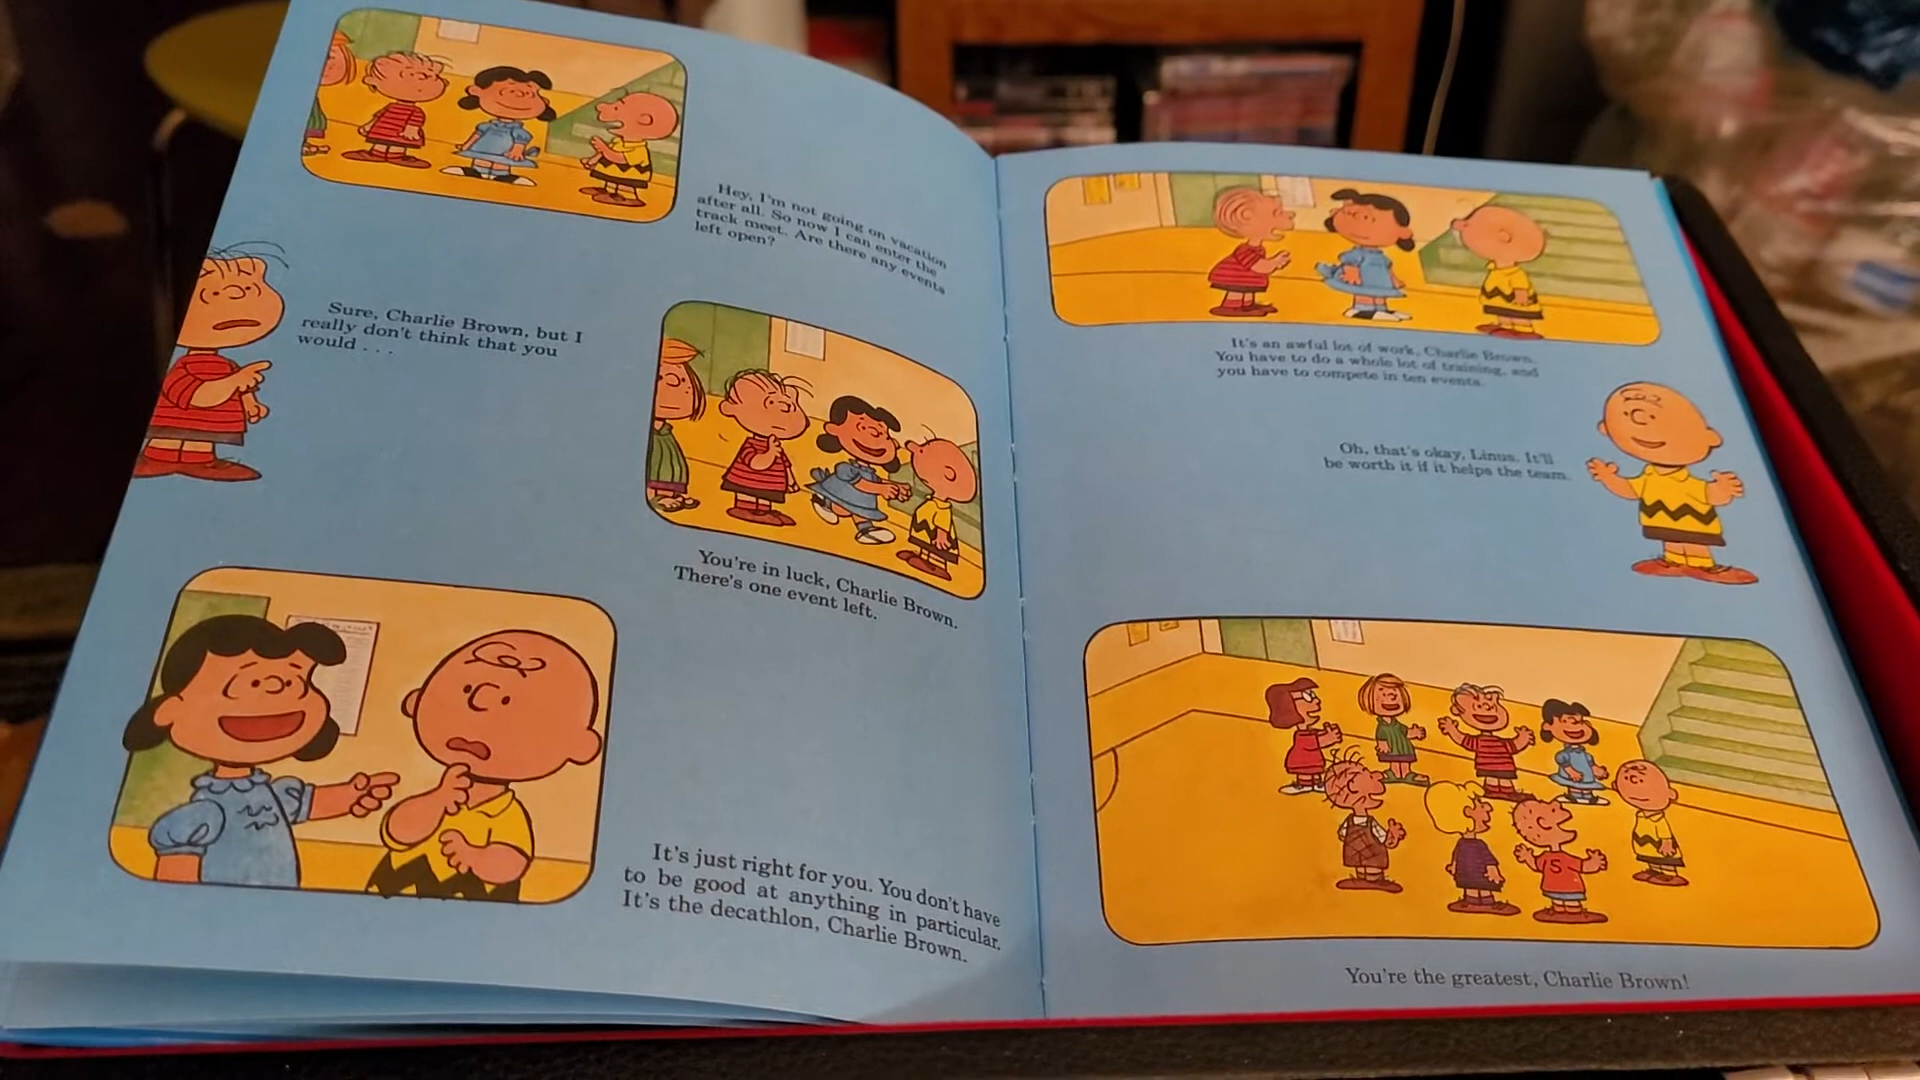 Hey, I'm not going on vacation
after all. So now I can enter the
track meet. Are there any events
left open?
Sure, Charlie Brown, but I
really don't think that you
would . . .
You're in luck, Charlie Brown.
There's one event left.
It's just right for you. You don't have
to be good at anything in particular.
It's the decathlon, Charlie Brown.
It's an awful lot of work, Charlie Brown.
You have to do a whole lot of training, and
you have to compete in ten events.
Oh, that's okay, Linus. It'll
be worth it if it helps the team.
S
You're the greatest, Charlie Brown!